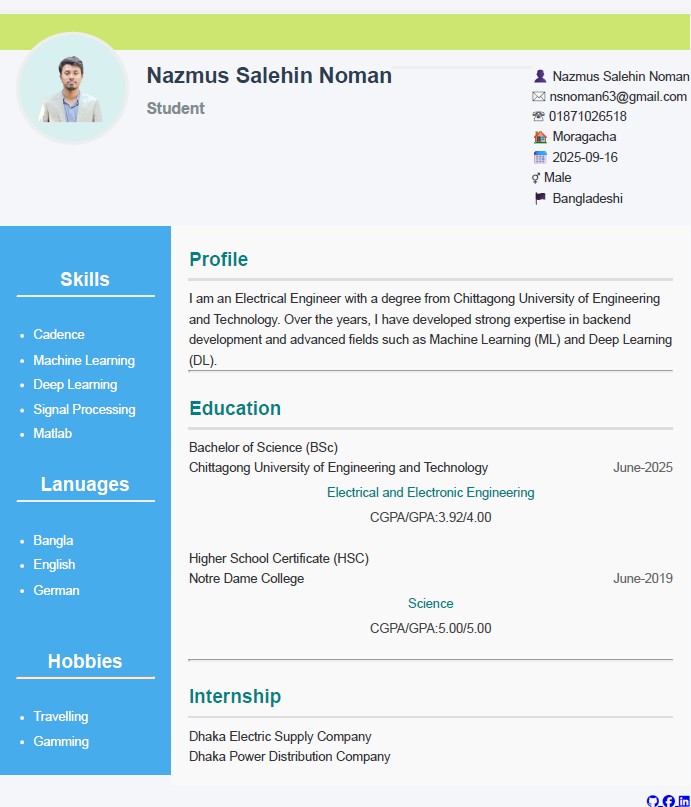 Nazmus Salehin Noman
Student
Nazmus Salehin Noman
nsnoman63@gmail.com
01871026518
Moragacha
2025-09-16
Male
Bangladeshi
Skills
Cadence
Machine Learning
Deep Learning
Signal Processing
Matlab
Lanuages
Bangla
English
German
Hobbies
Travelling
Gamming
Profile
I am an Electrical Engineer with a degree from Chittagong University of Engineering
and Technology. Over the years, I have developed strong expertise in backend
development and advanced fields such as Machine Learning (ML) and Deep Learning
(DL).
Education
Bachelor of Science (BSc)
Chittagong University of Engineering and Technology June-2025
Electrical and Electronic Engineering
CGPA/GPA:3.92/4.00
Higher School Certificate (HSC)
Notre Dame College June-2019
Science
CGPA/GPA:5.00/5.00
Internship
Dhaka Electric Supply Company
Dhaka Power Distribution Company